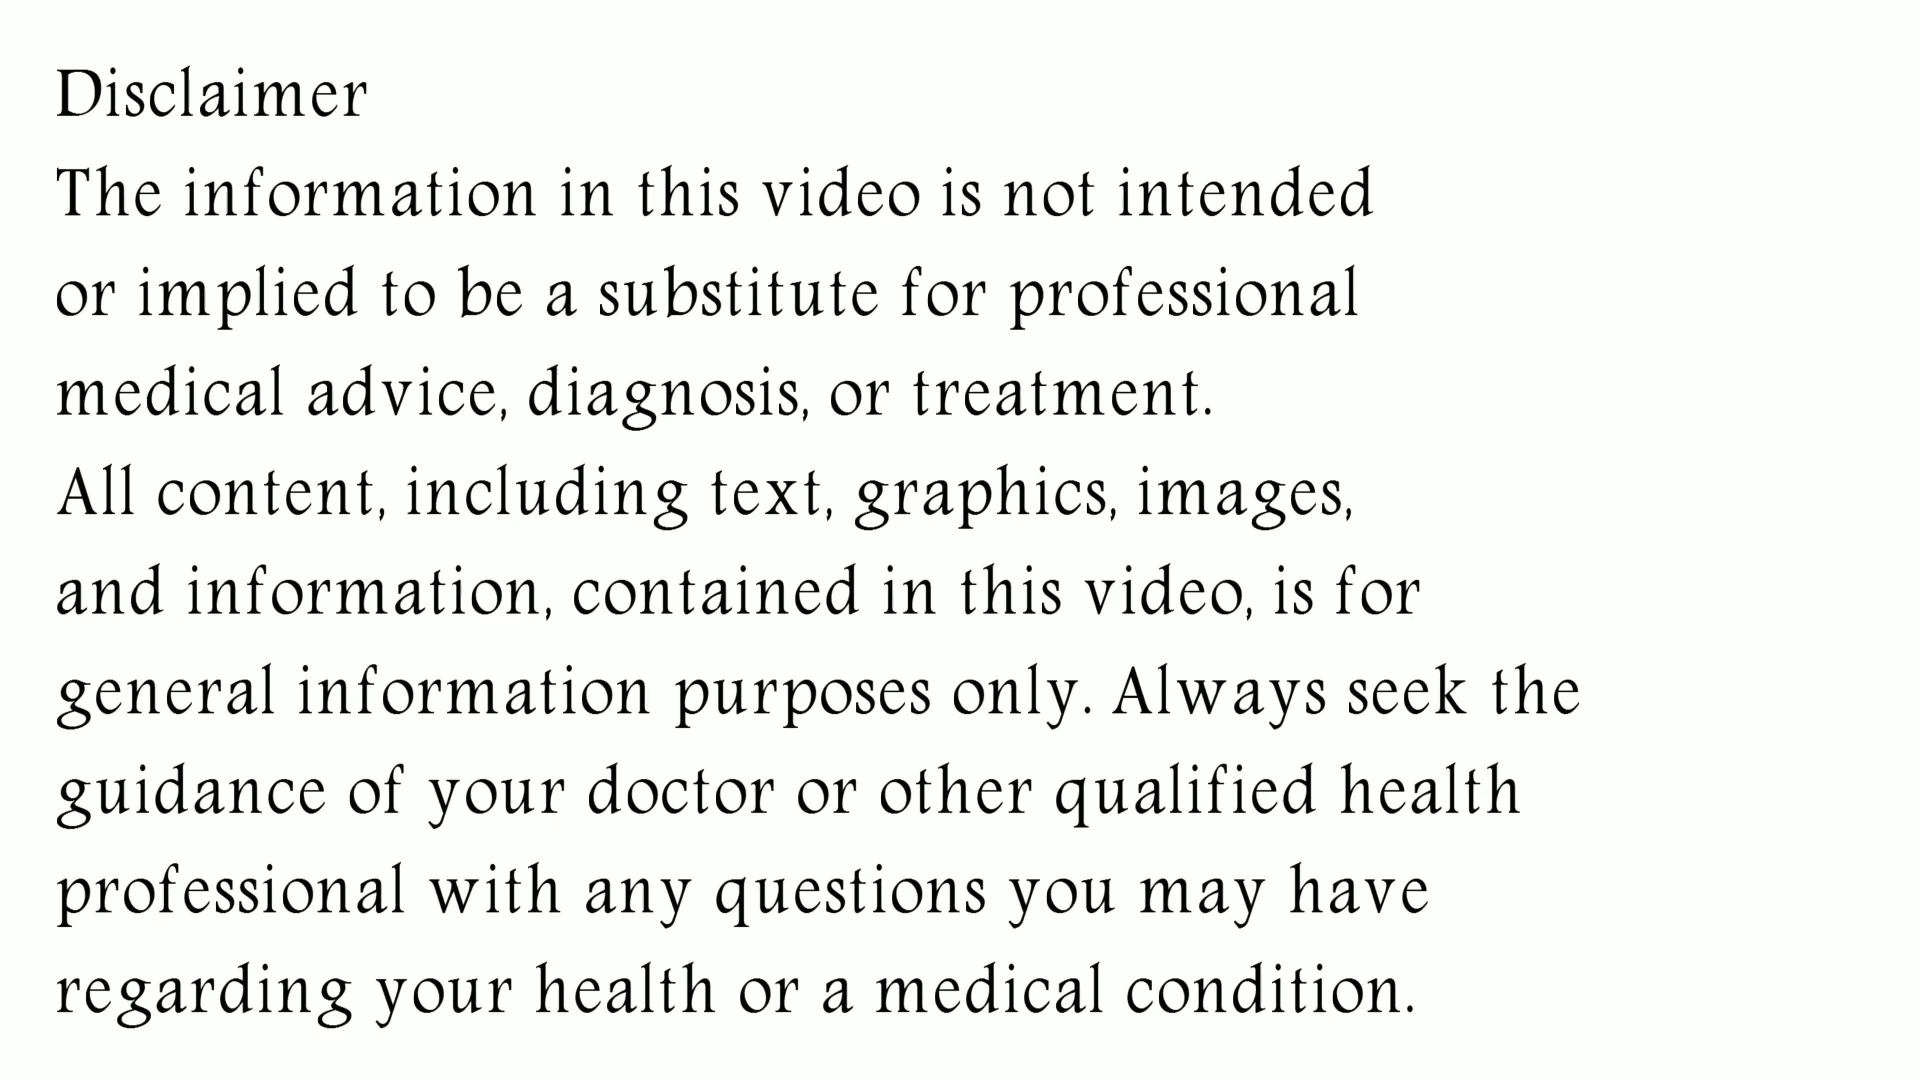 Disclaimer
The information in this video is not intended
or implied to be a substitute for professional
medical advice, diagnosis, or treatment.
All content, including text, graphics, images,
and information, contained in this video, is for
general information purposes only. Always seek the
guidance of your doctor or other qualified health
professional with any questions you may have
regarding your health or a medical condition.